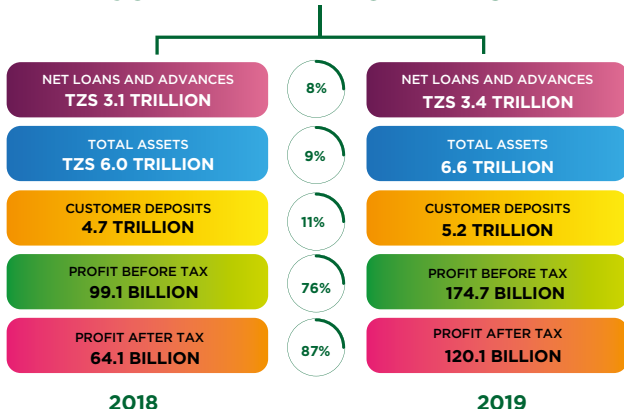 NET LOANS AND ADVANCES
TZS 3.1 TRILLION
8%
NET LOANS AND ADVANCES
TZS 3.4 TRILLION
TOTAL ASSETS
TZS 6.0 TRILLION
9%
TOTAL ASSETS
6.6 TRILLION
CUSTOMER DEPOSITS
4.7 TRILLION
11%
CUSTOMER DEPOSITS
5.2 TRILLION
PROFIT BEFORE TAX
99.1 BILLION
76%
PROFIT BEFORE TAX
174.7 BILLION
PROFIT AFTER TAX
64.1 BILLION
87%
PROFIT AFTER TAX
120.1 BILLION
2018
2019